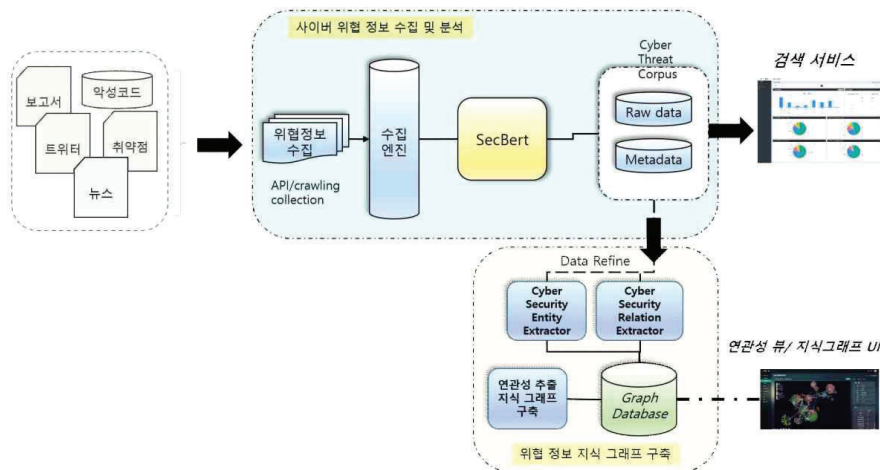 사이버 위협 정보 수집 및 분석
보고서
악성코드
트위터
취약점
뉴스
위협정보
수집
API/crawling
collection
수집
엔진
SecBert
Cyber
Threat
Corpus
Raw data
Metadata
검색 서비스
Data Refine
Cyber
Security
Entity
Extractor
Cyber
Security
Relation
Extractor
연관성 추출
지식 그래프
구축
Graph
Database
위협 정보 지식 그래프 구축
연관성 뷰/ 지식그래프 UI